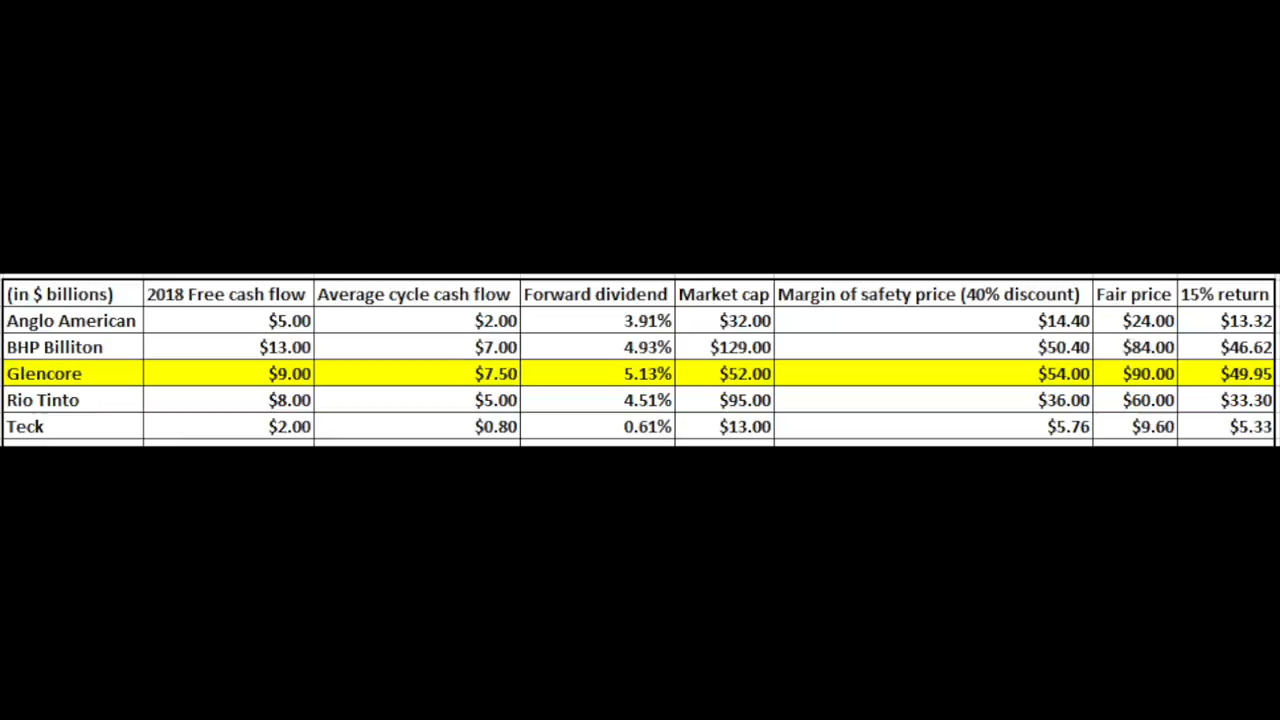 (in $ billions) 2018 Free cash flow Average cycle cash flow Forward dividend Market cap Margin of safety price (40% discount) Fair price 15% return
Anglo American $5.00 $2.00 3.91% $32.00 $14.40 $24.00 $13.32
BHP Billiton $13.00 $7.00 4.93% $129.00 $50.40 $84.00 $46.62
Glencore $9.00 $7.50 5.13% $52.00 $54.00 $90.00 $49.95
Rio Tinto $8.00 $5.00 4.51% $95.00 $36.00 $60.00 $33.30
Teck $2.00 $0.80 0.61% $13.00 $5.76 $9.60 $5.33